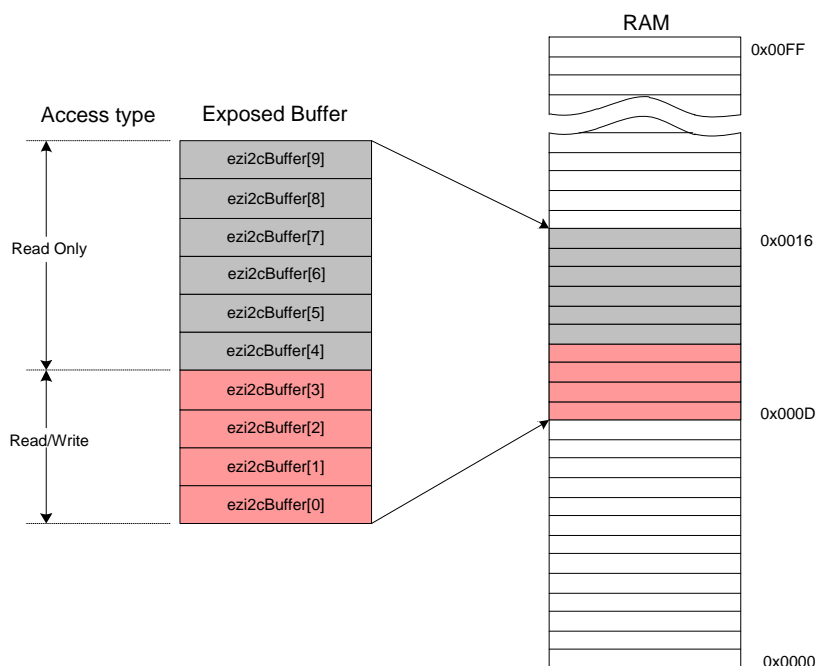 RAM
0x00FF
Access type
Exposed Buffer
ezi2cBuffer[9]
ezi2cBuffer[8]
ezi2cBuffer[7]
Read Only
0x0016
ezi2cBuffer[6]
ezi2cBuffer[5]
ezi2cBuffer[4]
ezi2cBuffer[3]
0x000D
ezi2cBuffer[2]
Read/Write
ezi2cBuffer[1]
ezi2cBuffer[0]
0x0000